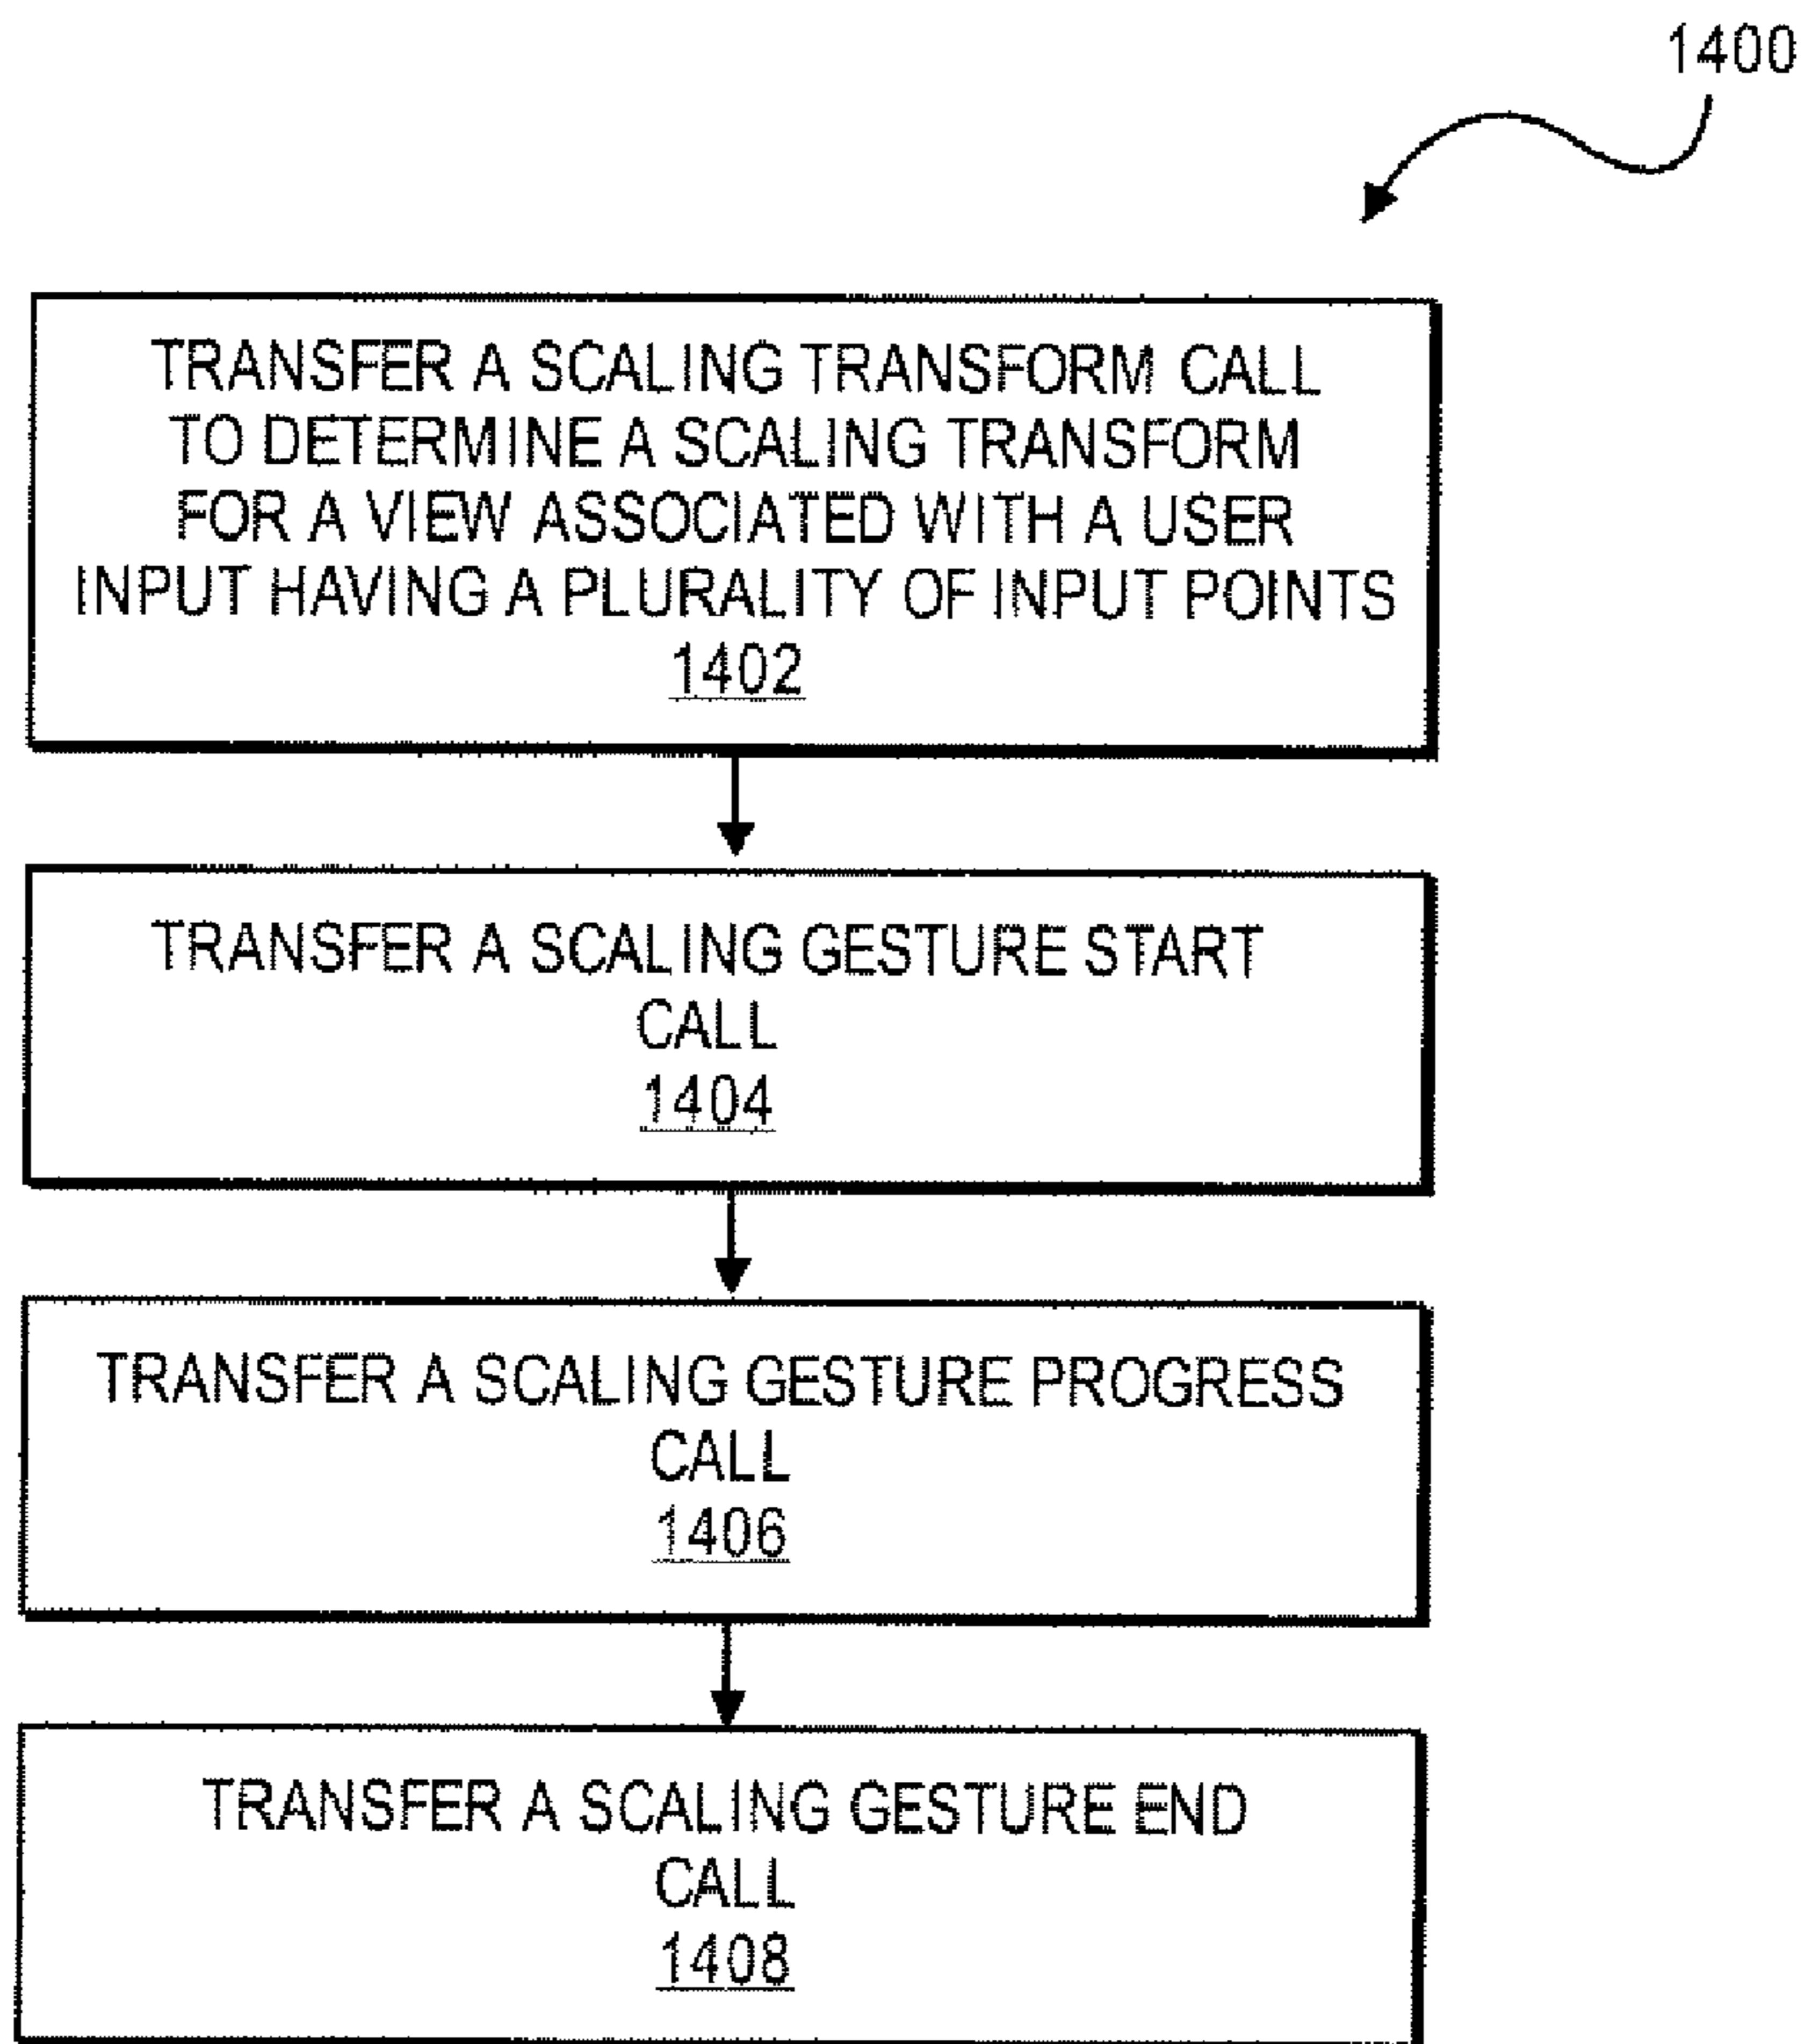 1400
TRANSFER A SCALING TRANSFORM CALL
TO DETERMINE A SCALING TRANSFORM
FOR A VIEW ASSOCIATED WITH A USER
INPUT HAVING A PLURALITY OF INPUT POINTS
1402
TRANSFER A SCALING GESTURE START
CALL
1404
TRANSFER A SCALING GESTURE PROGRESS
CALL
1406
TRANSFER A SCALING GESTURE END
CALL
1408